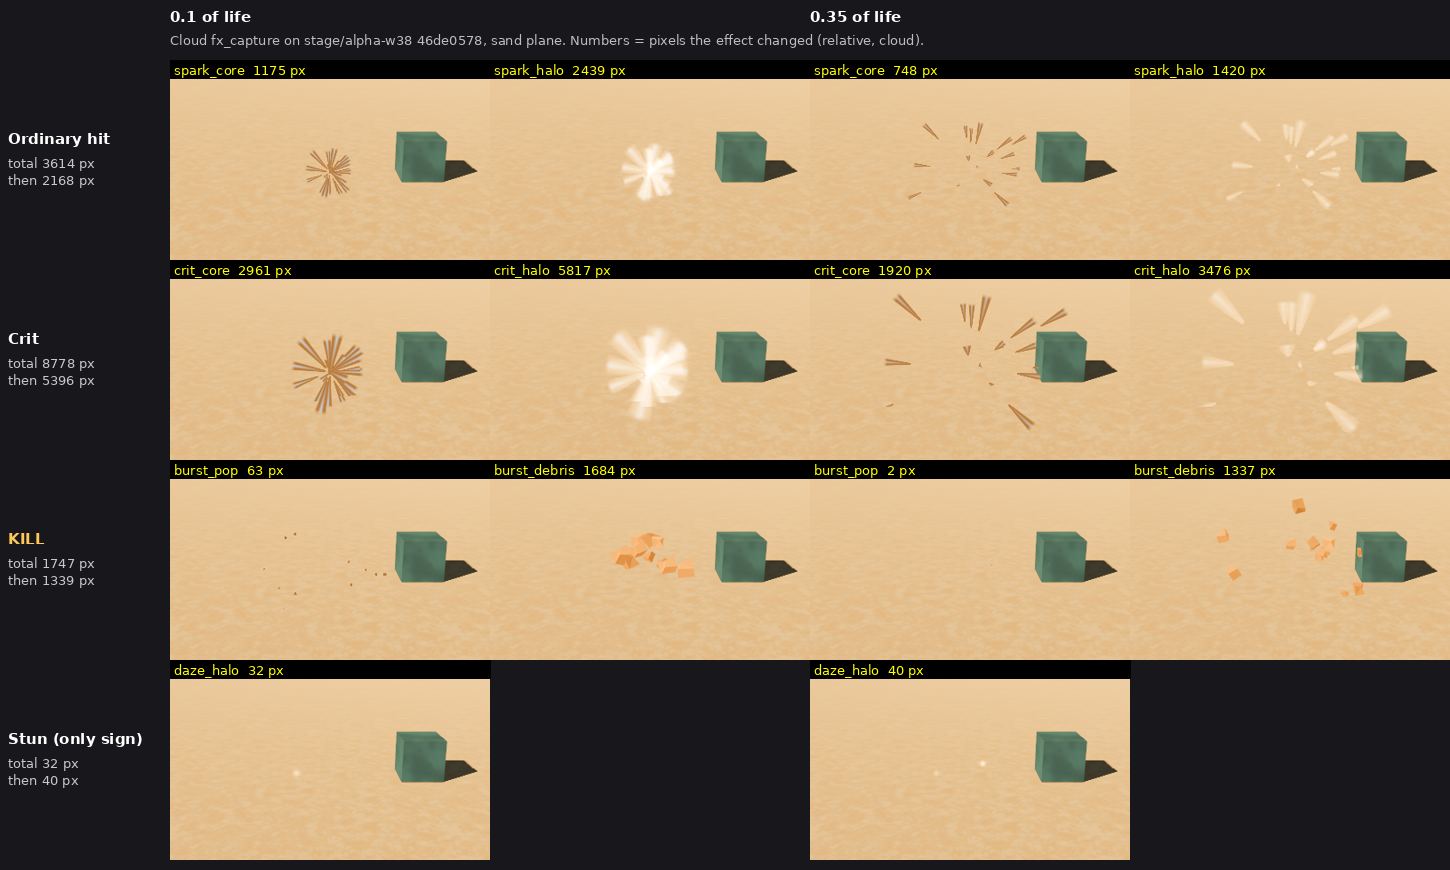 0.1 of life 0.35 of life
Cloud fx_capture on stage/alpha-w38 46de0578, sand plane. Numbers = pixels the effect changed (relative, cloud).
spark_core 1175 px spark_halo 2439 px spark_core 748 px spark_halo 1420 px
Ordinary hit
total 3614 px
then 2168 px
crit_core 2961 px crit_halo 5817 px crit_core 1920 px crit_halo 3476 px
Crit
total 8778 px
then 5396 px
burst_pop 63 px burst_debris 1684 px burst_pop 2 px burst_debris 1337 px
KILL
total 1747 px
then 1339 px
daze_halo 32 px daze_halo 40 px
Stun (only sign)
total 32 px
then 40 px